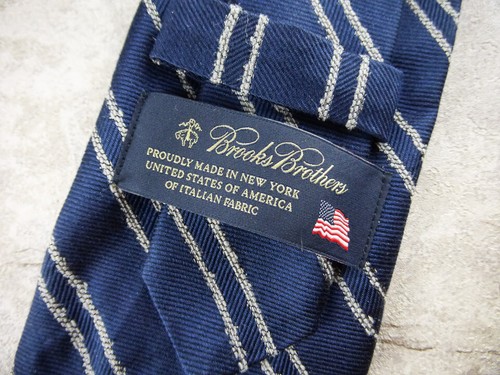 Brooks Brothers
PROUDLY MADE IN NEW YORK
UNITED STATES OF AMERICA
OF ITALIAN FABRIC